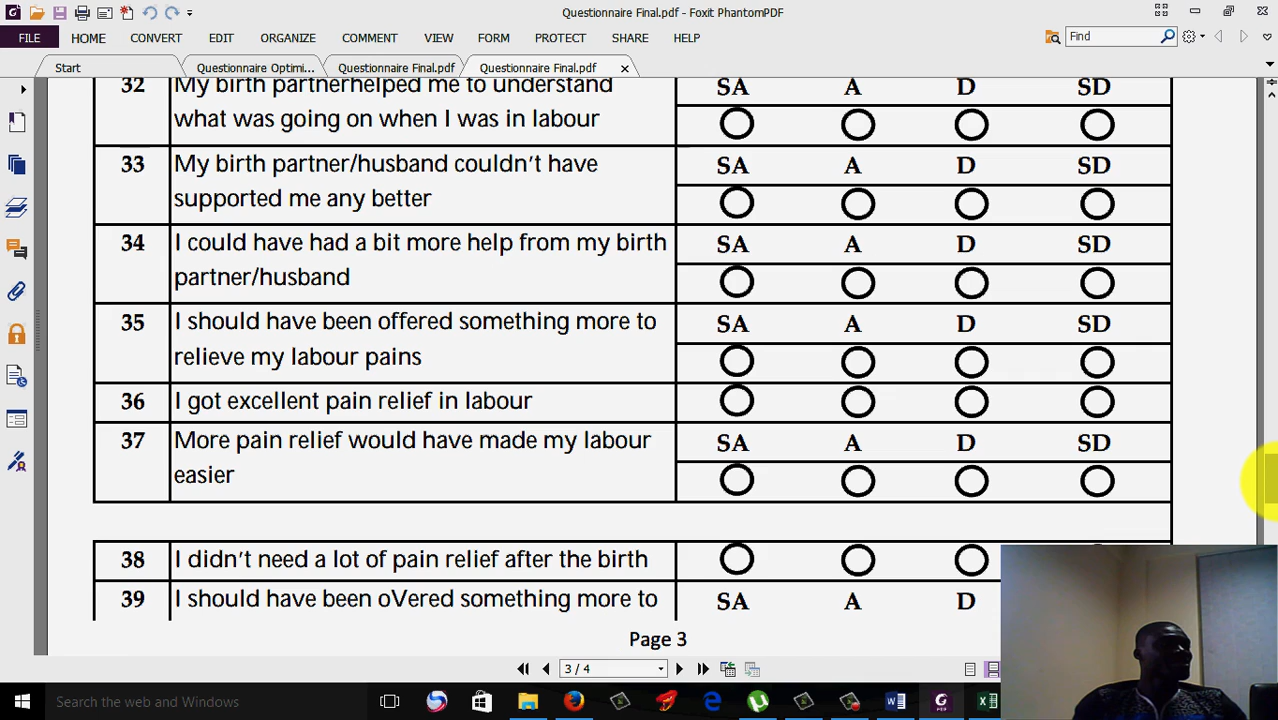 Questionnaire Final.pdf - Foxit PhantomPDF
FILE HOME CONVERT EDIT ORGANIZE COMMENT VIEW FORM PROTECT SHARE HELP Find
Start Questionnaire Optimi... Questionnaire Final.pdf Questionnaire Final.pdf
32 My birth partnerhelped me to understand SA A D SD
what was going on when I was in labour
33 My birth partner/husband couldn't have SA A D SD
supported me any better
34 I could have had a bit more help from my birth SA A D SD
partner/husband
35 I should have been offered something more to SA A D SD
relieve my labour pains
36 I got excellent pain relief in labour
37 More pain relief would have made my labour SA A D SD
easier
38 I didn't need a lot of pain relief after the birth
39 I should have been oVered something more to SA A D
Page 3
3 / 4
Search the web and Windows